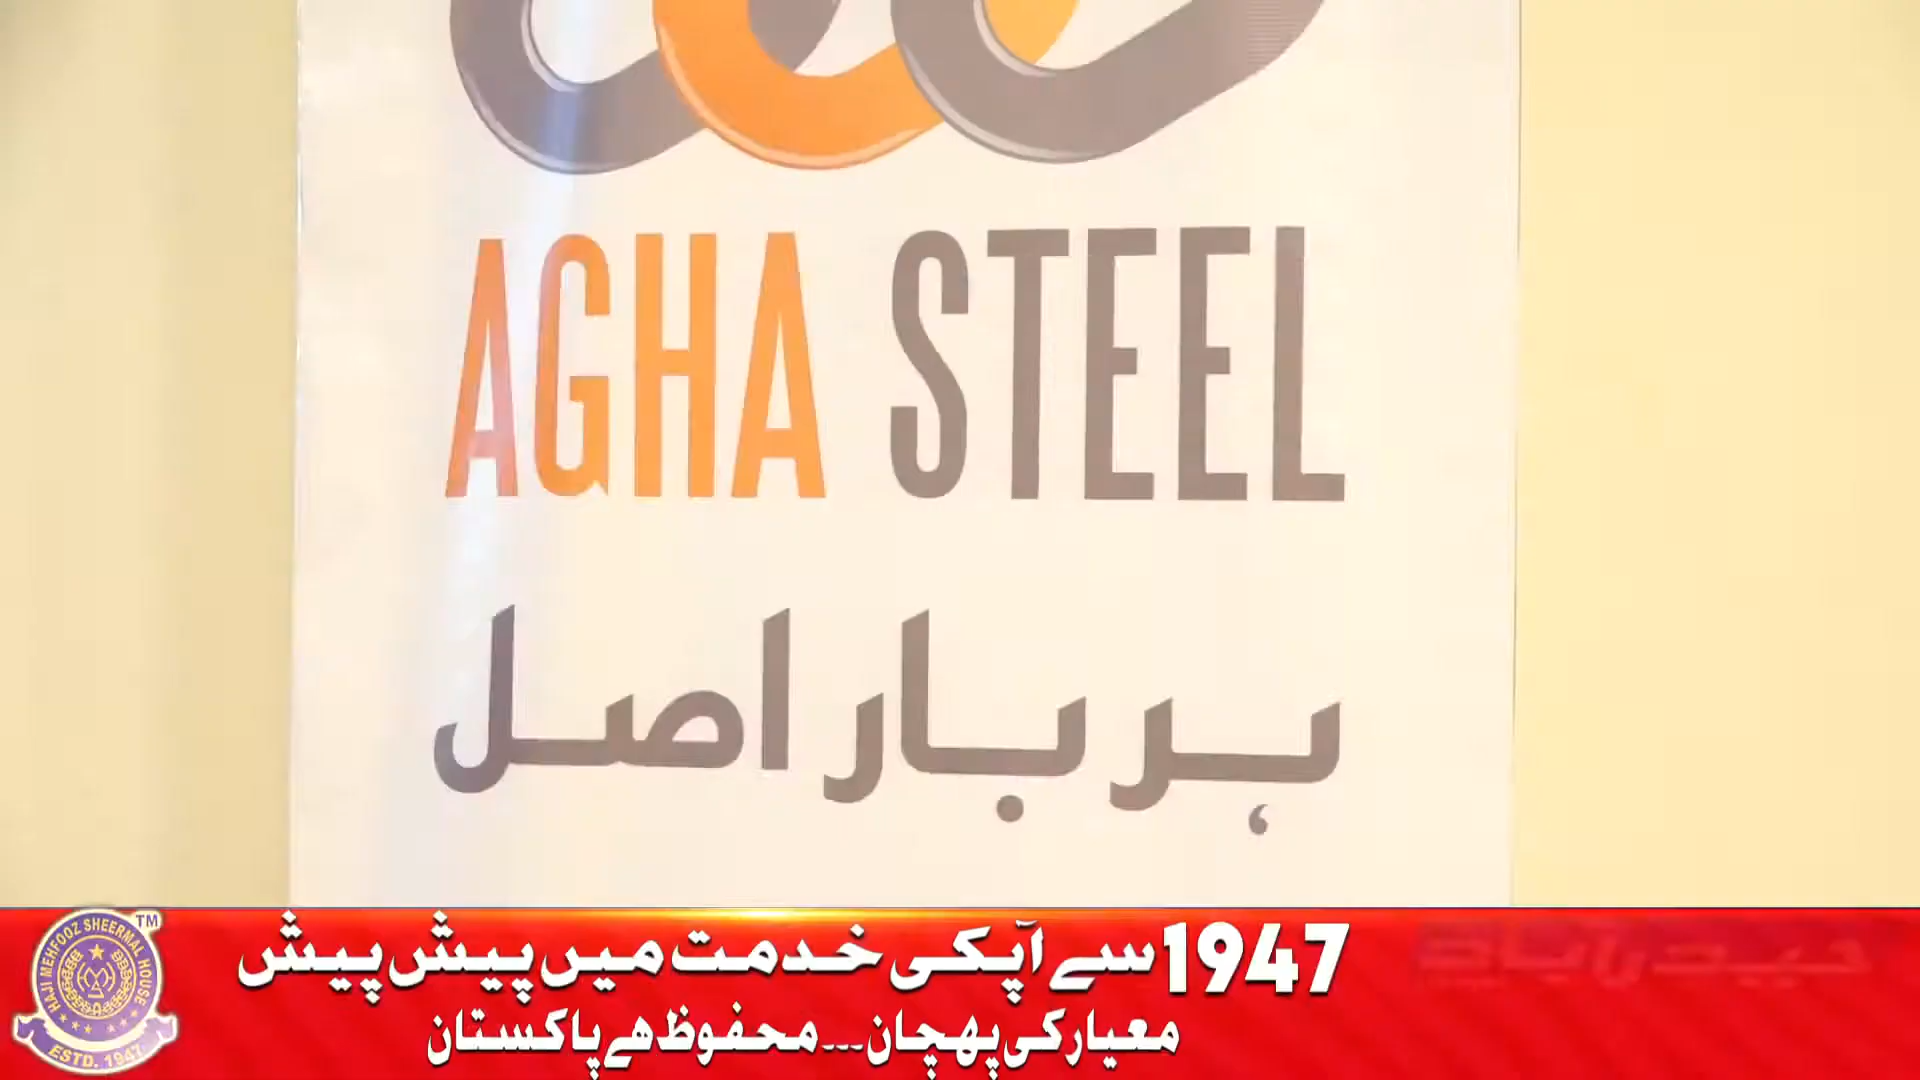 AGHA STEEL
ہر بار اصل
1947 سے آپکی خدمت میں پیش پیش
معیار کی پہچان... محفوظ ہے پاکستان
HAJI MEHFOOZ SHEERMAL HOUSE
TM
ESTD. 1947